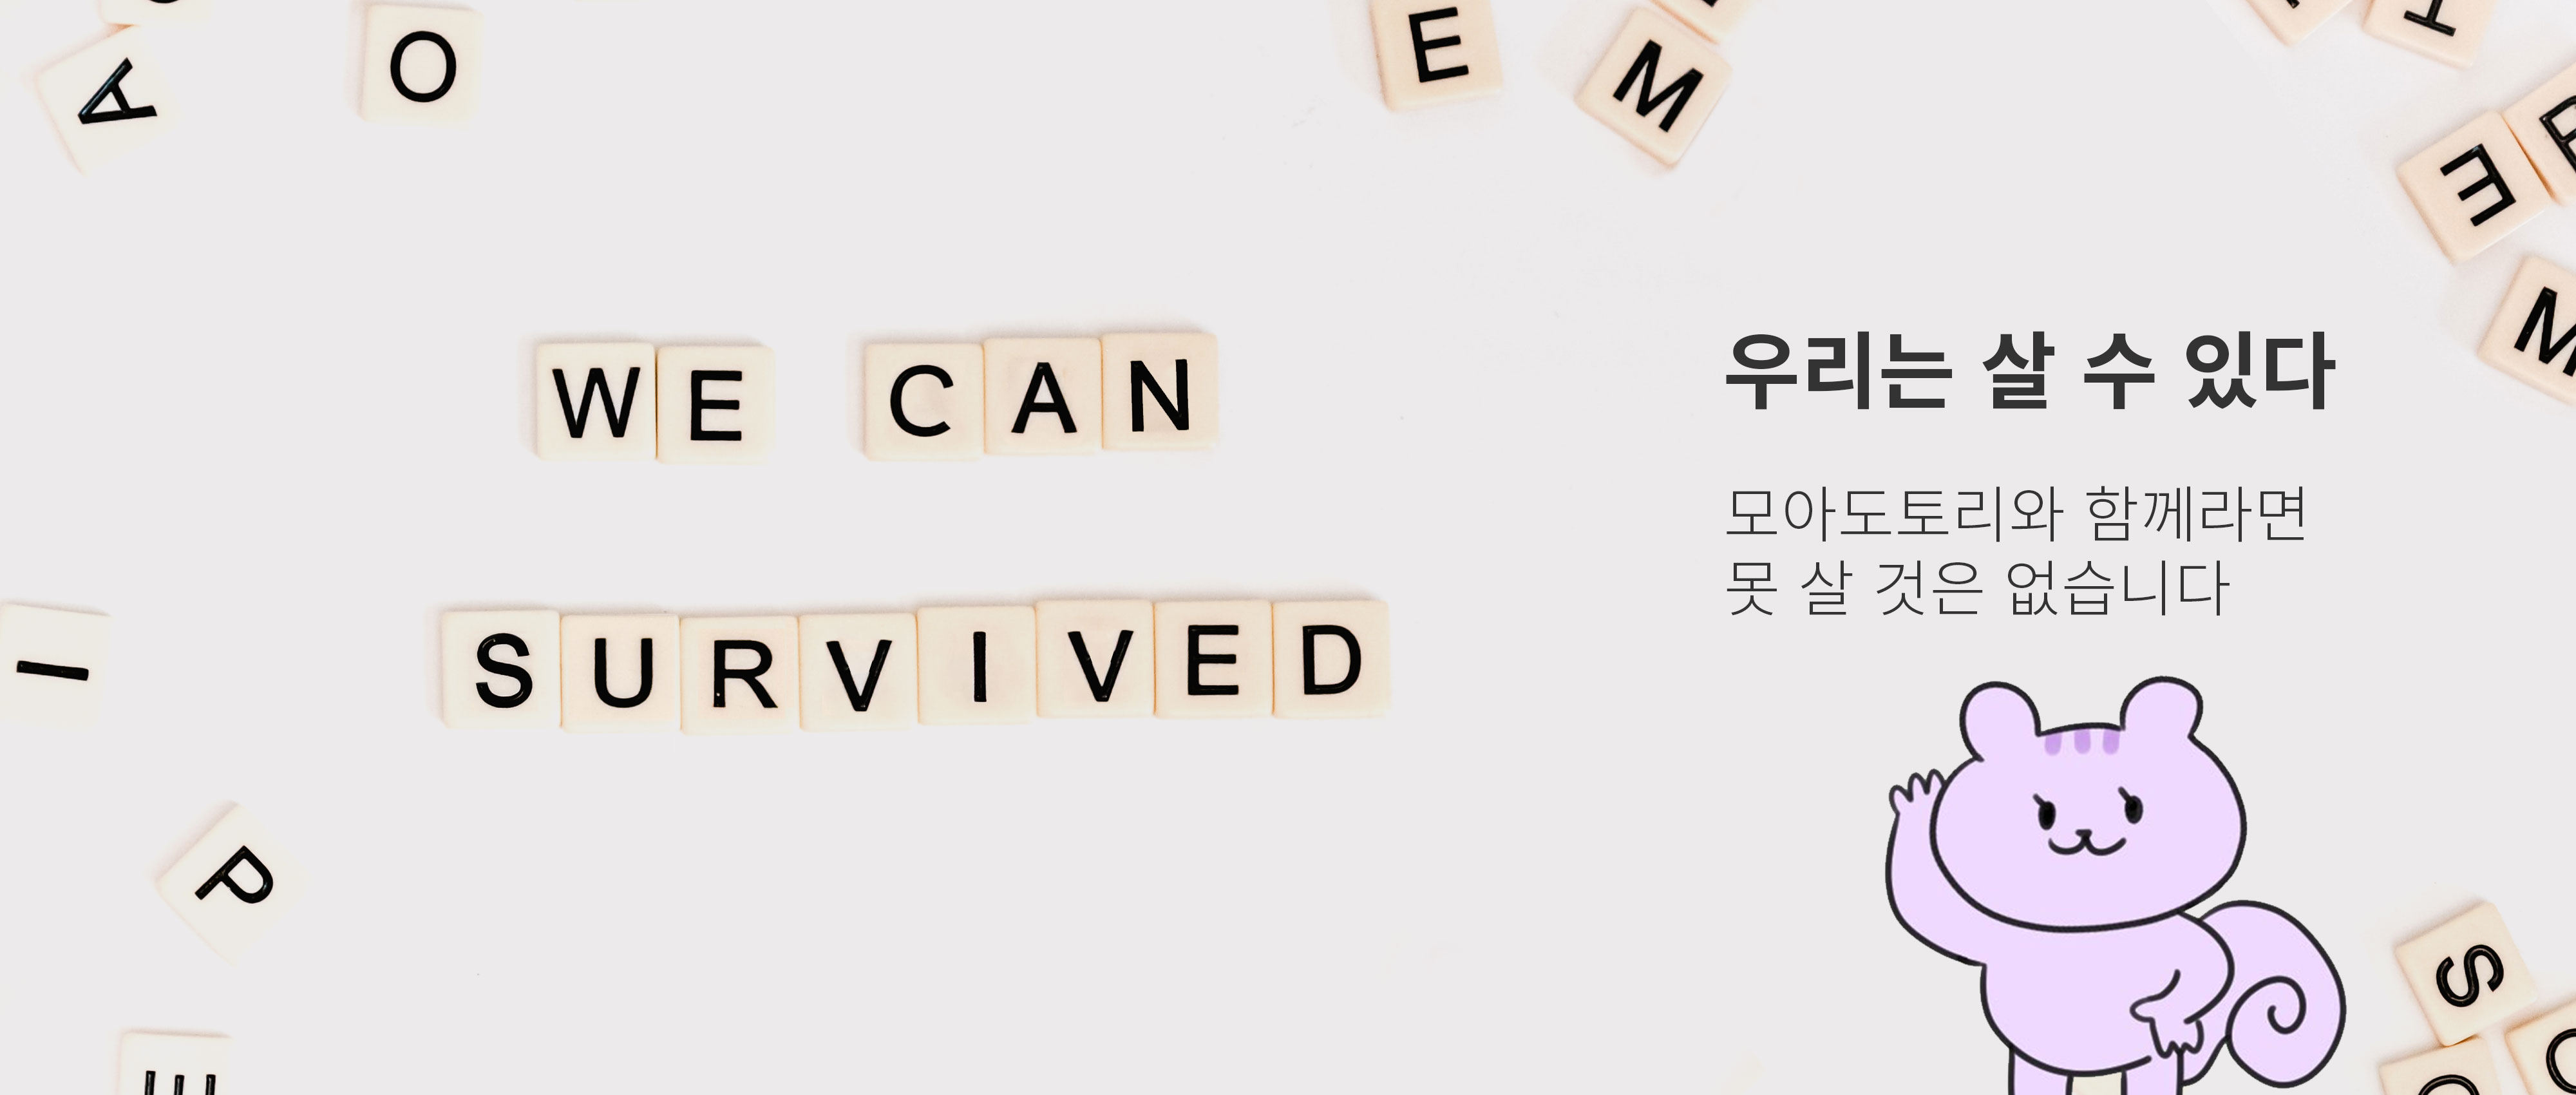 WE CAN
SURVIVED
우리는 살 수 있다
모아도토리와 함께라면
못 살 것은 없습니다
A
O
E
M
E
M
I
P
E
S